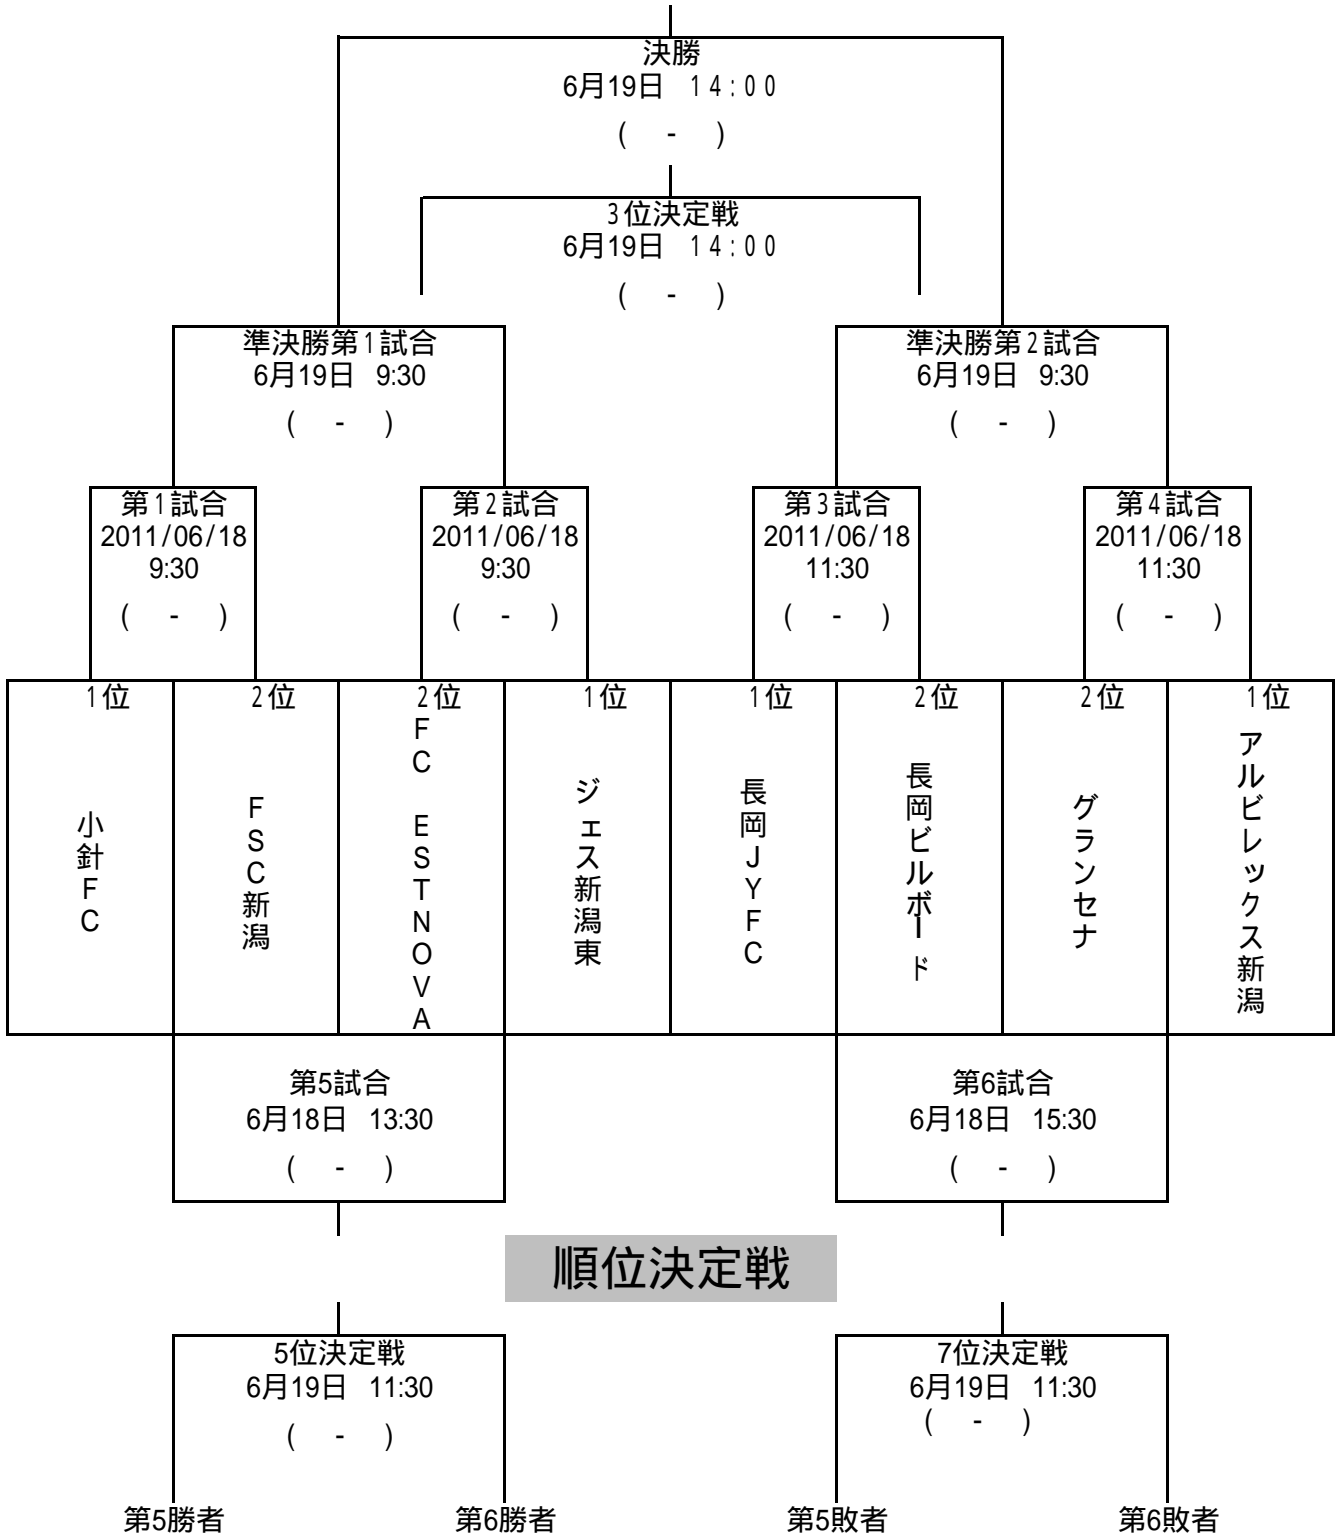 決勝
6月19日 14:00
( - )
3位決定戦
6月19日 14:00
( - )
準決勝第1試合
6月19日 9:30
( - )
準決勝第2試合
6月19日 9:30
( - )
第1試合
2011/06/18
9:30
( - )
第2試合
2011/06/18
9:30
( - )
第3試合
2011/06/18
11:30
( - )
第4試合
2011/06/18
11:30
( - )
1位
小針FC
2位
FSC新潟
2位
FC ESTNOVA
1位
ジェス新潟東
1位
長岡JYFC
2位
長岡ビルボード
2位
グランセナ
1位
アルビレックス新潟
第5試合
6月18日 13:30
( - )
第6試合
6月18日 15:30
( - )
順位決定戦
5位決定戦
6月19日 11:30
( - )
7位決定戦
6月19日 11:30
( - )
第5勝者
第6勝者
第5敗者
第6敗者